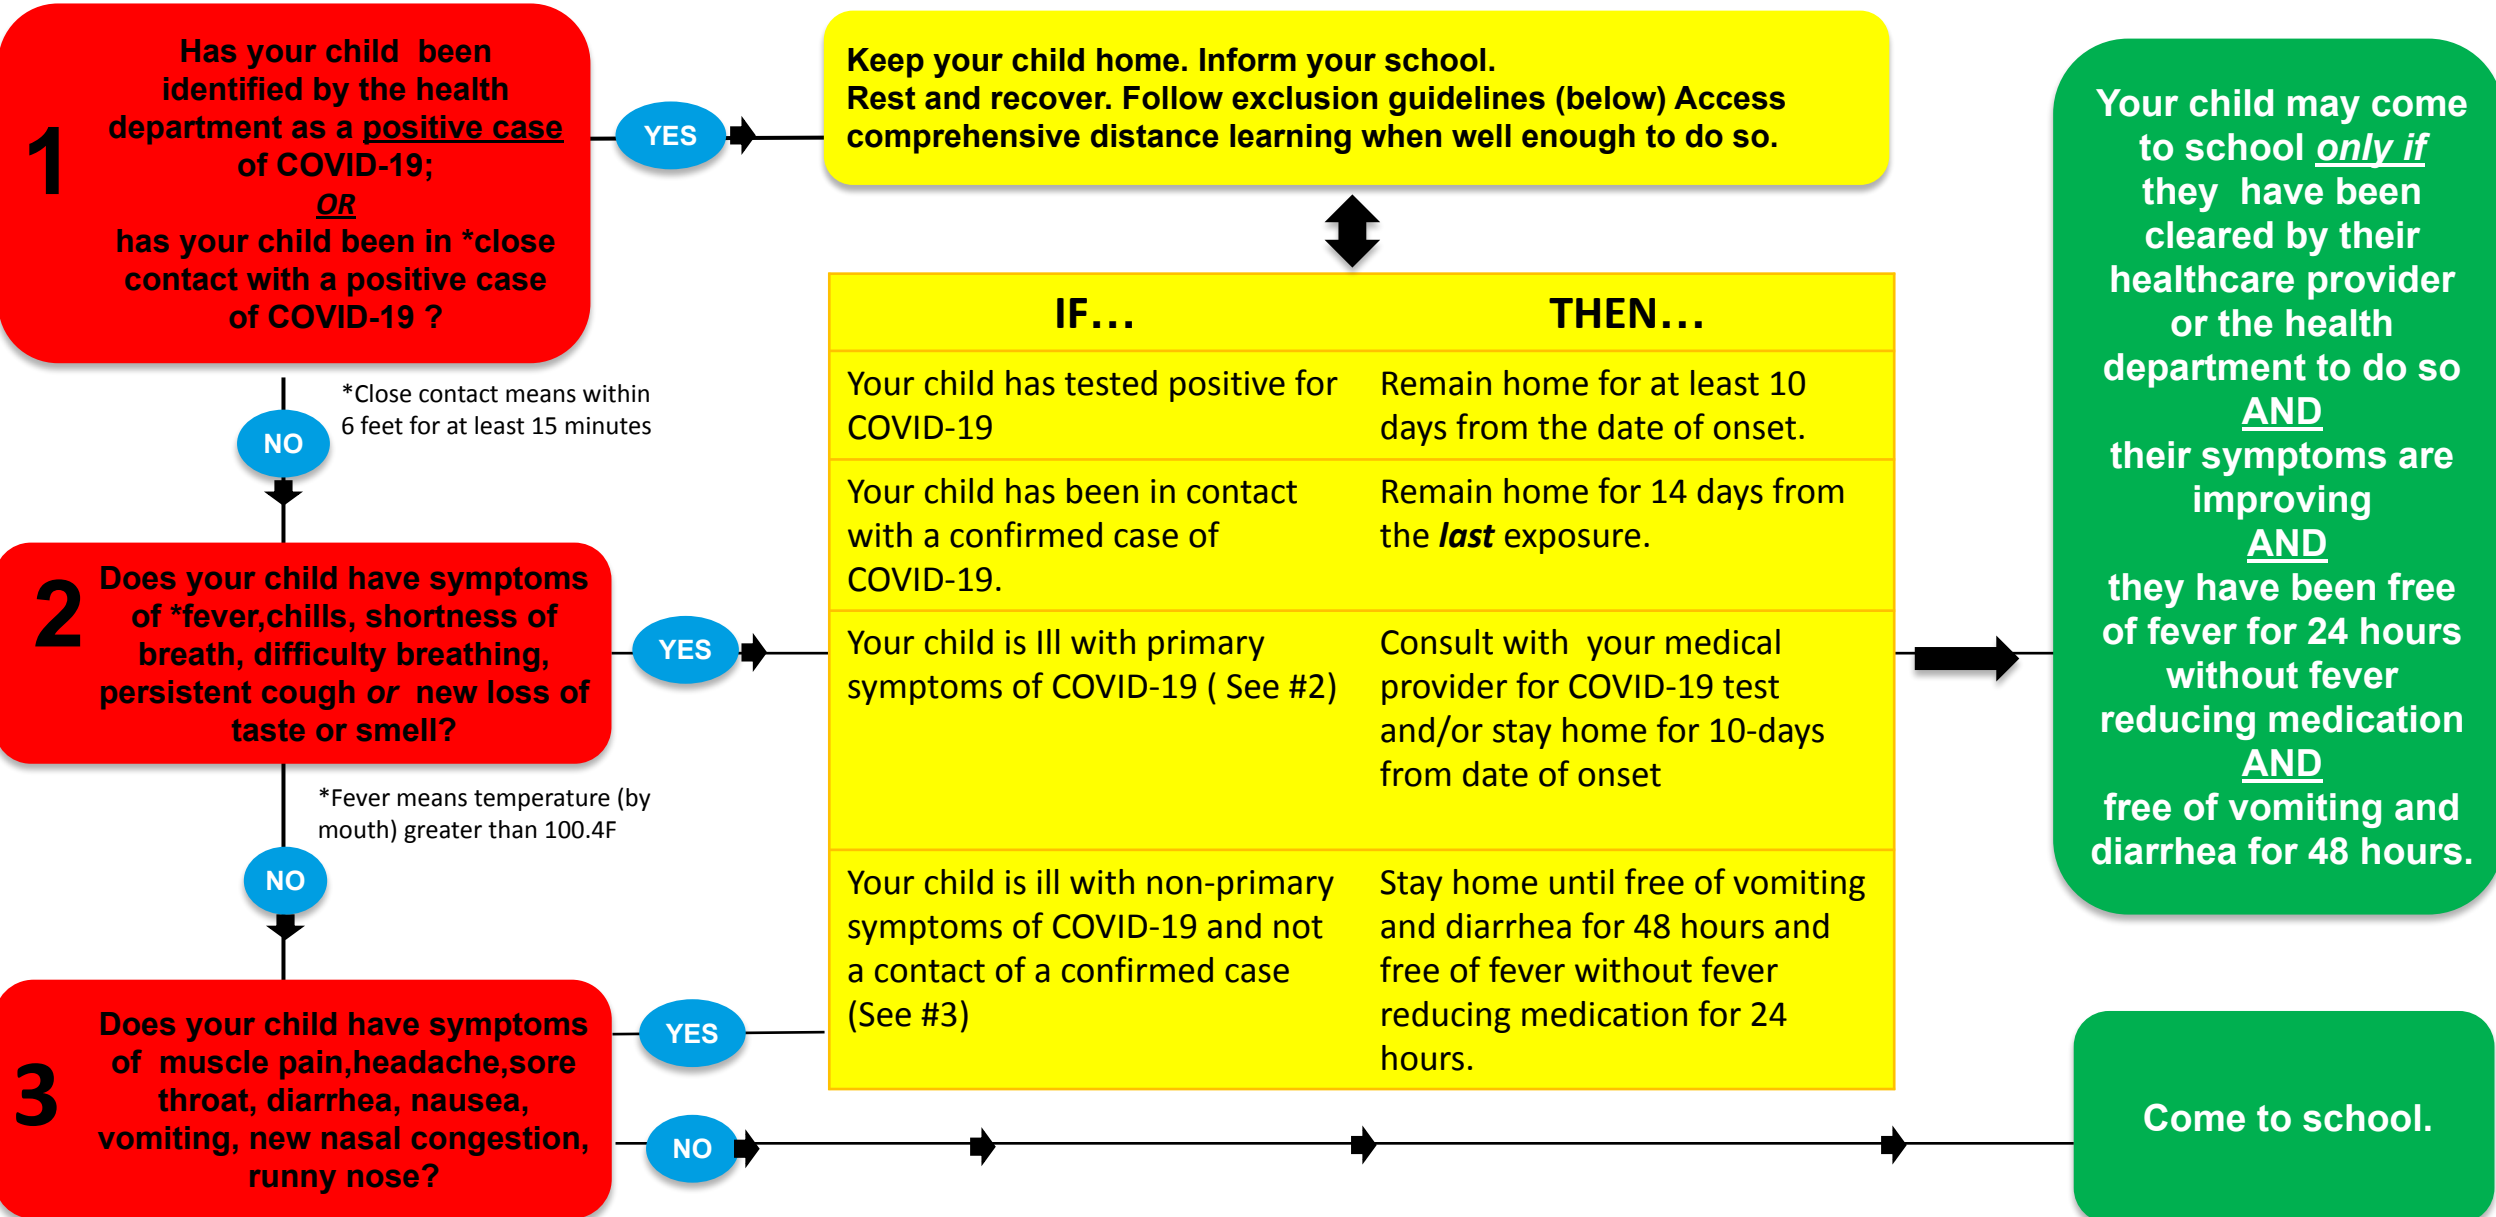 1
Has your child been
identified by the health
department as a positive case
of COVID-19;
OR
has your child been in *close
contact with a positive case
of COVID-19 ?
YES
Keep your child home. Inform your school.
Rest and recover. Follow exclusion guidelines (below) Access
comprehensive distance learning when well enough to do so.
*Close contact means within
6 feet for at least 15 minutes
NO
2
Does your child have symptoms
of *fever,chills, shortness of
breath, difficulty breathing,
persistent cough or new loss of
taste or smell?
YES
*Fever means temperature (by
mouth) greater than 100.4F
NO
3
Does your child have symptoms
of muscle pain,headache,sore
throat, diarrhea, nausea,
vomiting, new nasal congestion,
runny nose?
YES
NO
IF…
THEN…
Your child has tested positive for
COVID-19
Remain home for at least 10
days from the date of onset.
Your child has been in contact
with a confirmed case of
COVID-19.
Remain home for 14 days from
the last exposure.
Your child is Ill with primary
symptoms of COVID-19 ( See #2)
Consult with your medical
provider for COVID-19 test
and/or stay home for 10-days
from date of onset
Your child is ill with non-primary
symptoms of COVID-19 and not
a contact of a confirmed case
(See #3)
Stay home until free of vomiting
and diarrhea for 48 hours and
free of fever without fever
reducing medication for 24
hours.
Your child may come
to school only if
they have been
cleared by their
healthcare provider
or the health
department to do so
AND
their symptoms are
improving
AND
they have been free
of fever for 24 hours
without fever
reducing medication
AND
free of vomiting and
diarrhea for 48 hours.
Come to school.